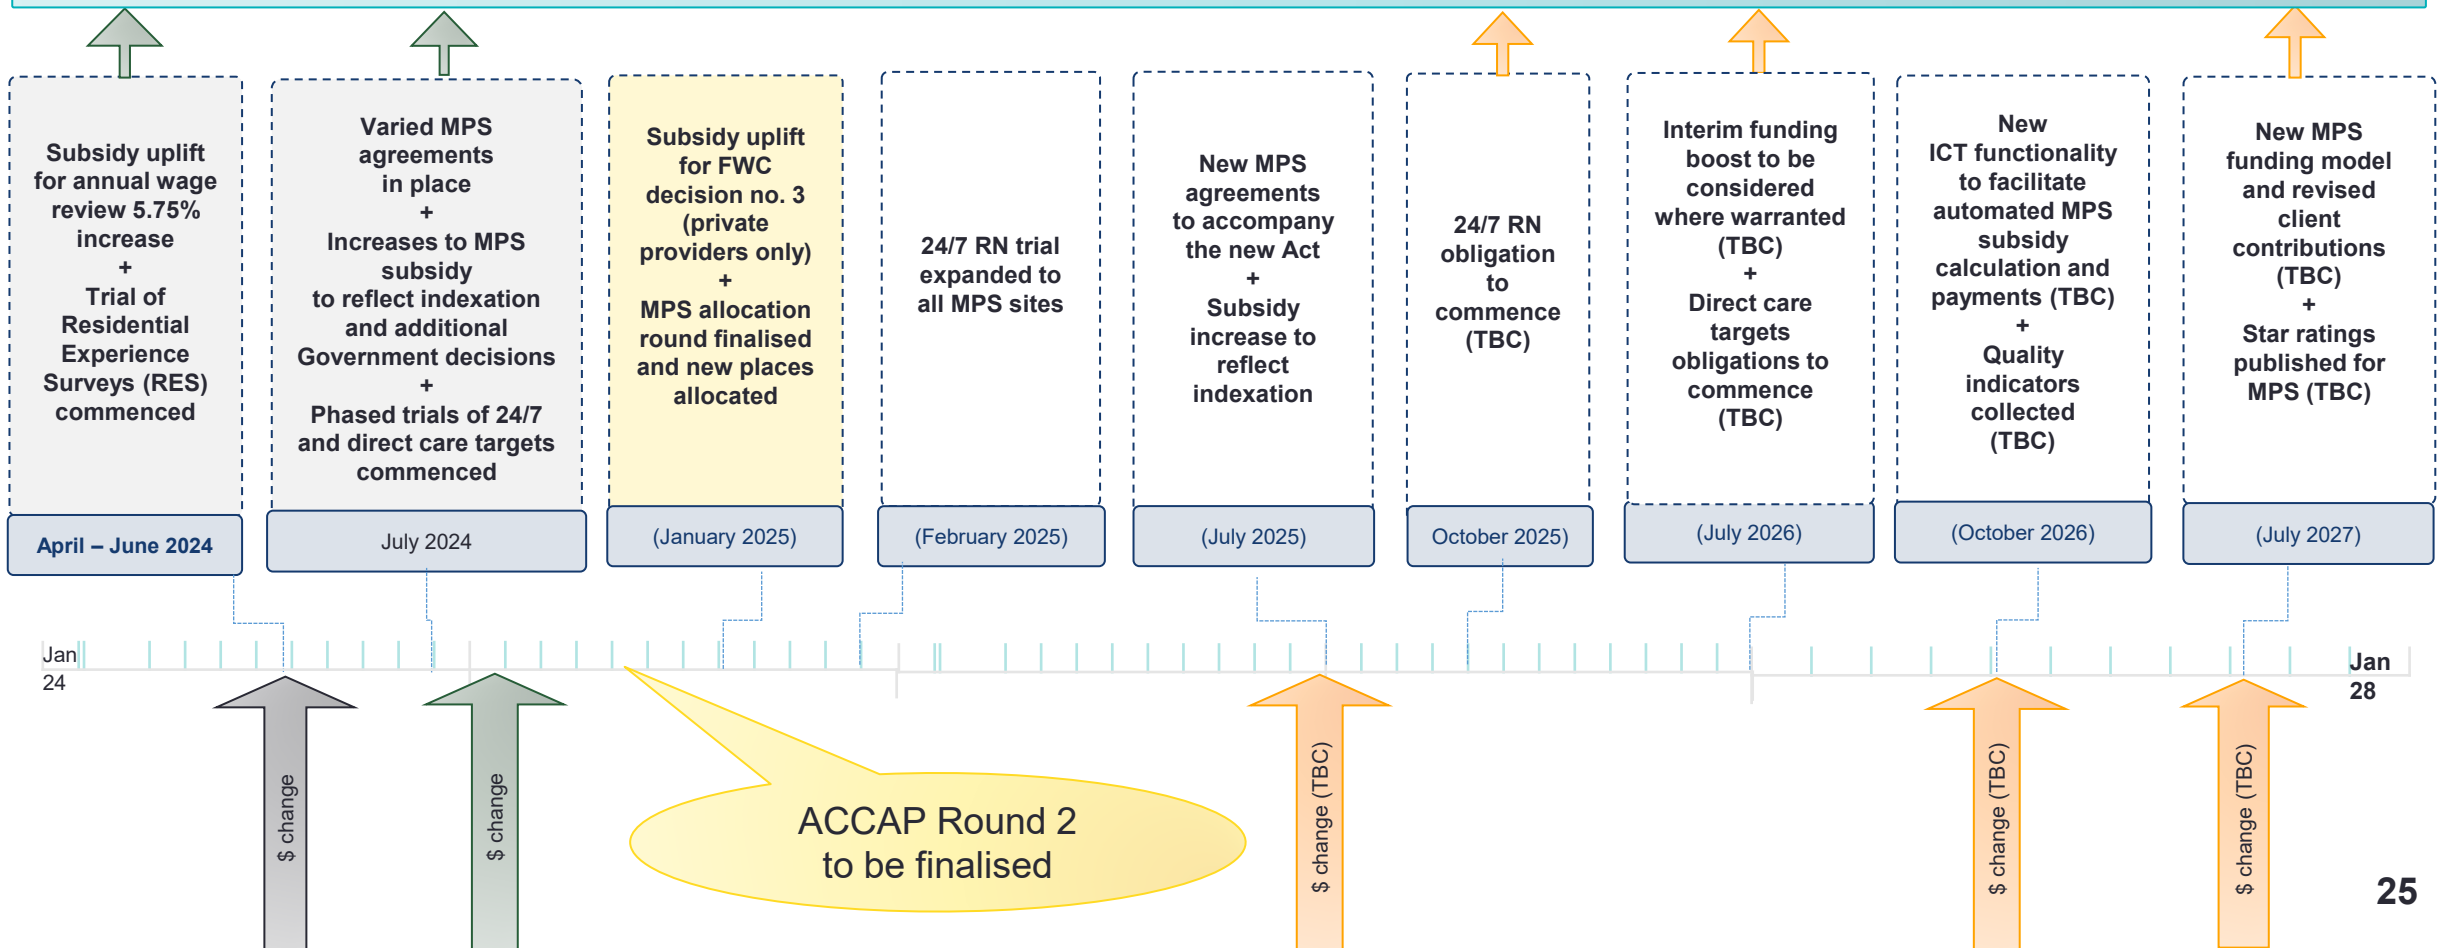 Subsidy uplift
for annual wage
review 5.75%
increase
+
Trial of
Residential
Experience
Surveys (RES)
commenced
April – June 2024
Varied MPS
agreements
in place
+
Increases to MPS
subsidy
to reflect indexation
and additional
Government decisions
+
Phased trials of 24/7
and direct care targets
commenced
July 2024
Subsidy uplift
for FWC
decision no. 3
(private
providers only)
+
MPS allocation
round finalised
and new places
allocated
(January 2025)
24/7 RN trial
expanded to
all MPS sites
(February 2025)
New MPS
agreements
to accompany
the new Act
+
Subsidy
increase to
reflect
indexation
(July 2025)
24/7 RN
obligation
to
commence
(TBC)
October 2025)
Interim funding
boost to be
considered
where warranted
(TBC)
+
Direct care
targets
obligations to
commence
(TBC)
(July 2026)
New
ICT functionality
to facilitate
automated MPS
subsidy
calculation and
payments (TBC)
+
Quality
indicators
collected
(TBC)
(October 2026)
New MPS
funding model
and revised
client
contributions
(TBC)
+
Star ratings
published for
MPS (TBC)
(July 2027)
Jan
24
Jan
28
$ change
$ change
ACCAP Round 2
to be finalised
$ change (TBC)
$ change (TBC)
$ change (TBC)
25